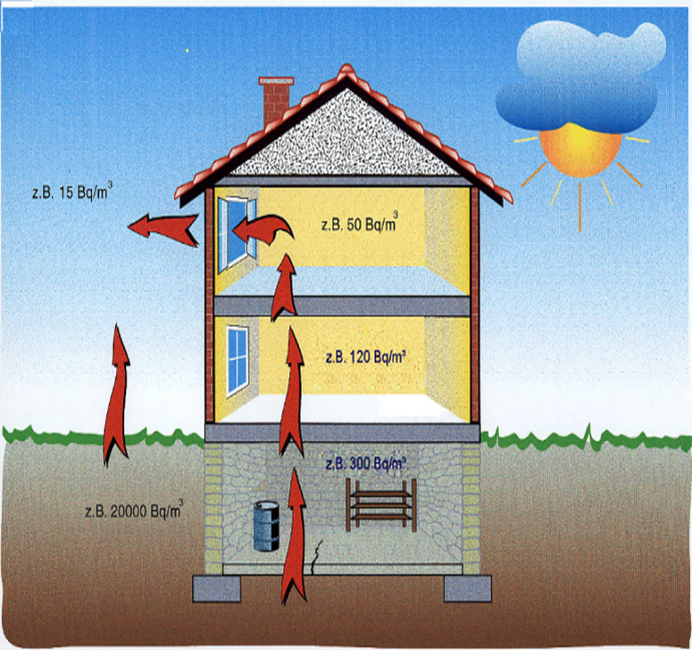 z.B. 15 Bq/m³
z.B. 50 Bq/m³
z.B. 120 Bq/m³
z.B. 300 Bq/m³
z.B. 20000 Bq/m³